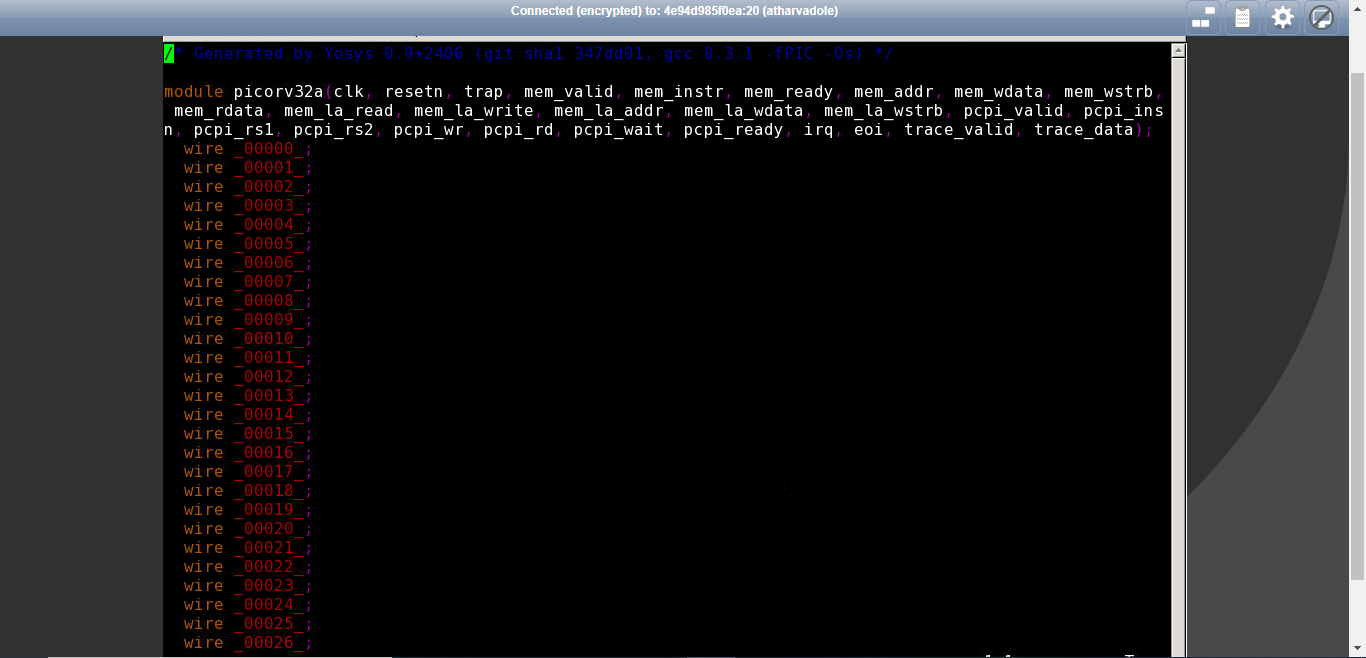 Connected (encrypted) to: 4e94d985f0ea:20 (atharvadole)
/* Generated by Yosys 0.9+2406 (git sha1 347dd01, gcc 8.3.1 -fPIC -Os) */
module picorv32a(clk, resetn, trap, mem_valid, mem_instr, mem_ready, mem_addr, mem_wdata, mem_wstrb,
mem_rdata, mem_la_read, mem_la_write, mem_la_addr, mem_la_wdata, mem_la_wstrb, pcpi_valid, pcpi_ins
n, pcpi_rs1, pcpi_rs2, pcpi_wr, pcpi_rd, pcpi_wait, pcpi_ready, irq, eoi, trace_valid, trace_data);
wire _00000_;
wire _00001_;
wire _00002_;
wire _00003_;
wire _00004_;
wire _00005_;
wire _00006_;
wire _00007_;
wire _00008_;
wire _00009_;
wire _00010_;
wire _00011_;
wire _00012_;
wire _00013_;
wire _00014_;
wire _00015_;
wire _00016_;
wire _00017_;
wire _00018_;
wire _00019_;
wire _00020_;
wire _00021_;
wire _00022_;
wire _00023_;
wire _00024_;
wire _00025_;
wire _00026_;